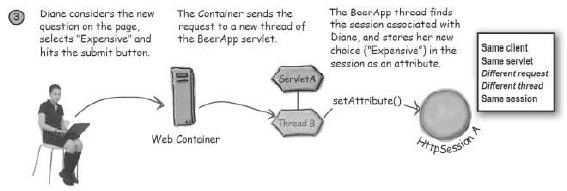 3
Diane considers the new
question on the page,
selects "Expensive" and
hits the submit button.
The Container sends the
request to a new thread of
the BeerApp servlet.
The BeerApp thread finds
the session associated with
Diane, and stores her new
choice ("Expensive") in the
session as an attribute.
Same client
Same servlet
Different request
Different thread
Same session
ServletA
Thread B
setAttribute()
Web Container
HttpSession A